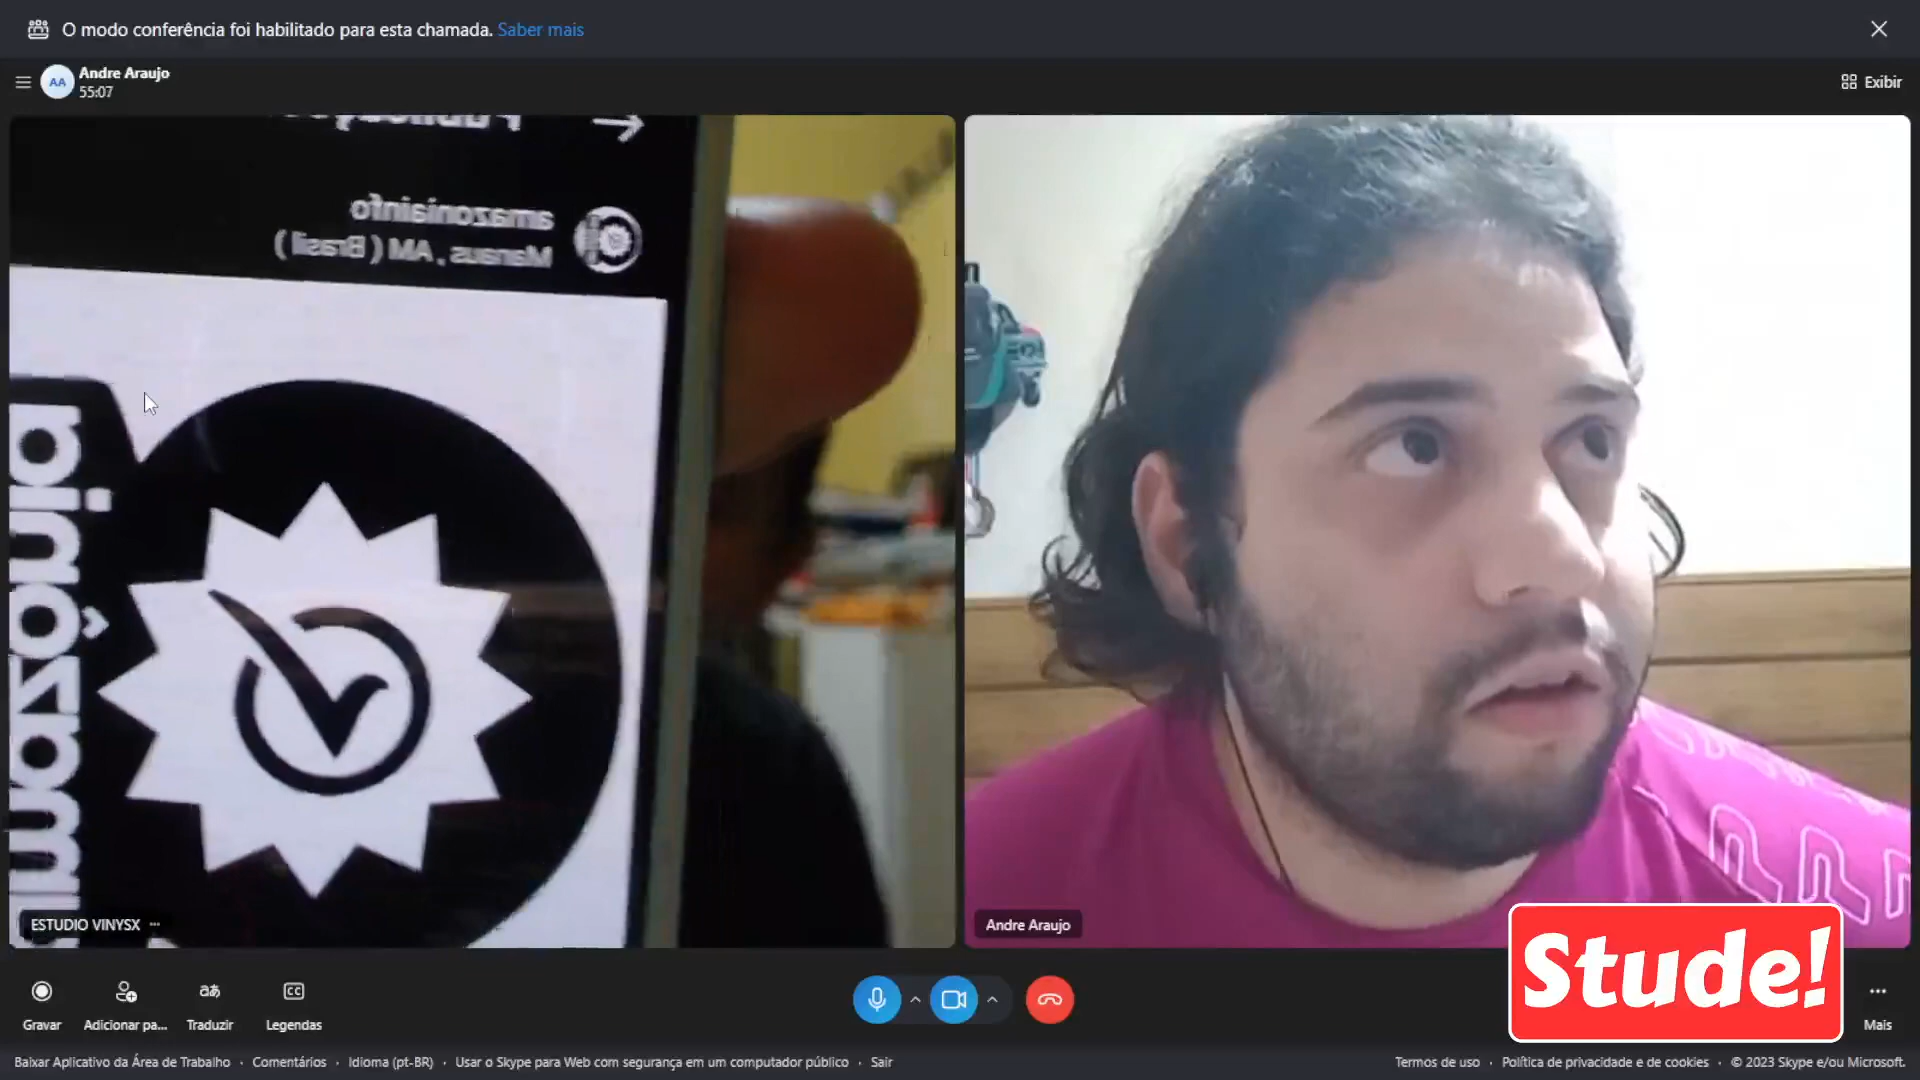 O modo conferência foi habilitado para esta chamada. Saber mais
AA
Andre Araujo
55:07
Exibir
amazoniainfo
Manaus , AM ( Brasil )
ESTUDIO VINYSX ...
Andre Araujo
Stude!
Gravar
Adicionar pa...
Traduzir
Legendas
Mais
Baixar Aplicativo da Área de Trabalho · Comentários · Idioma (pt-BR) · Usar o Skype para Web com segurança em um computador público · Sair
Termos de uso · Política de privacidade e de cookies · © 2023 Skype e/ou Microsoft.